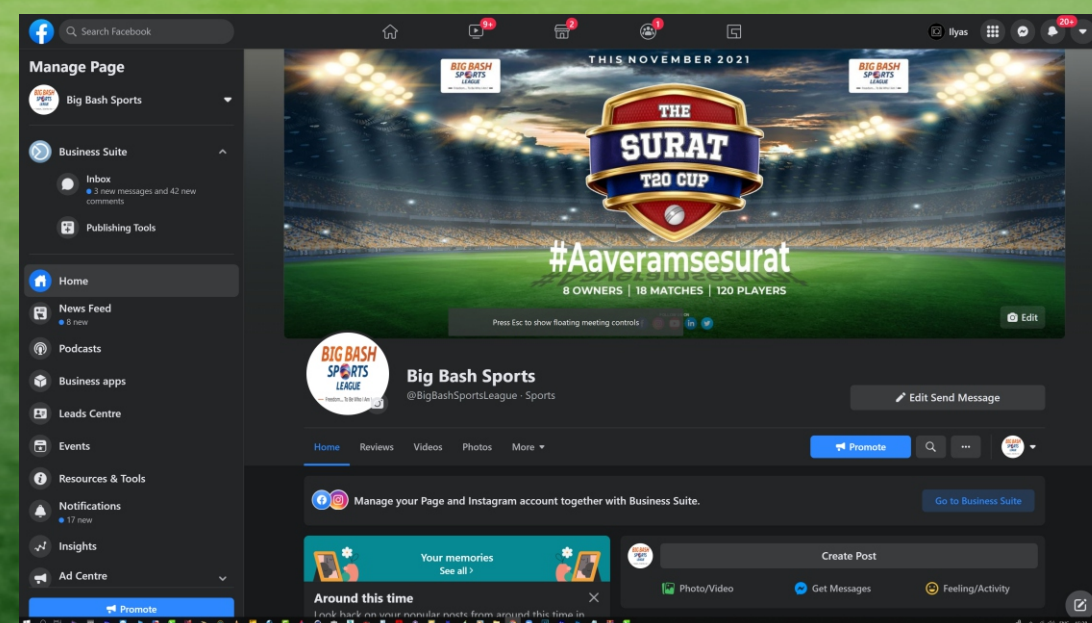 Search Facebook
9+
2
1
Ilyas
20+
Manage Page
Big Bash Sports
Business Suite
Inbox
3 new messages and 42 new
comments
Publishing Tools
Home
News Feed
8 new
Podcasts
Business apps
Leads Centre
Events
Resources & Tools
Notifications
17 new
Insights
Ad Centre
Promote
THIS NOVEMBER 2021
BIG BASH
SPORTS
LEAGUE
BIG BASH
SPORTS
LEAGUE
THE
SURAT
T20 CUP
#Aaveramsesurat
8 OWNERS | 18 MATCHES | 120 PLAYERS
Press Esc to show floating meeting controls
Edit
BIG BASH
SPORTS
LEAGUE
Big Bash Sports
@BigBashSportsLeague · Sports
Edit Send Message
Home Reviews Videos Photos More
Promote
Manage your Page and Instagram account together with Business Suite.
Go to Business Suite
Your memories
See all >
Around this time
Look back on your popular posts from around this time in
Create Post
Photo/Video Get Messages Feeling/Activity